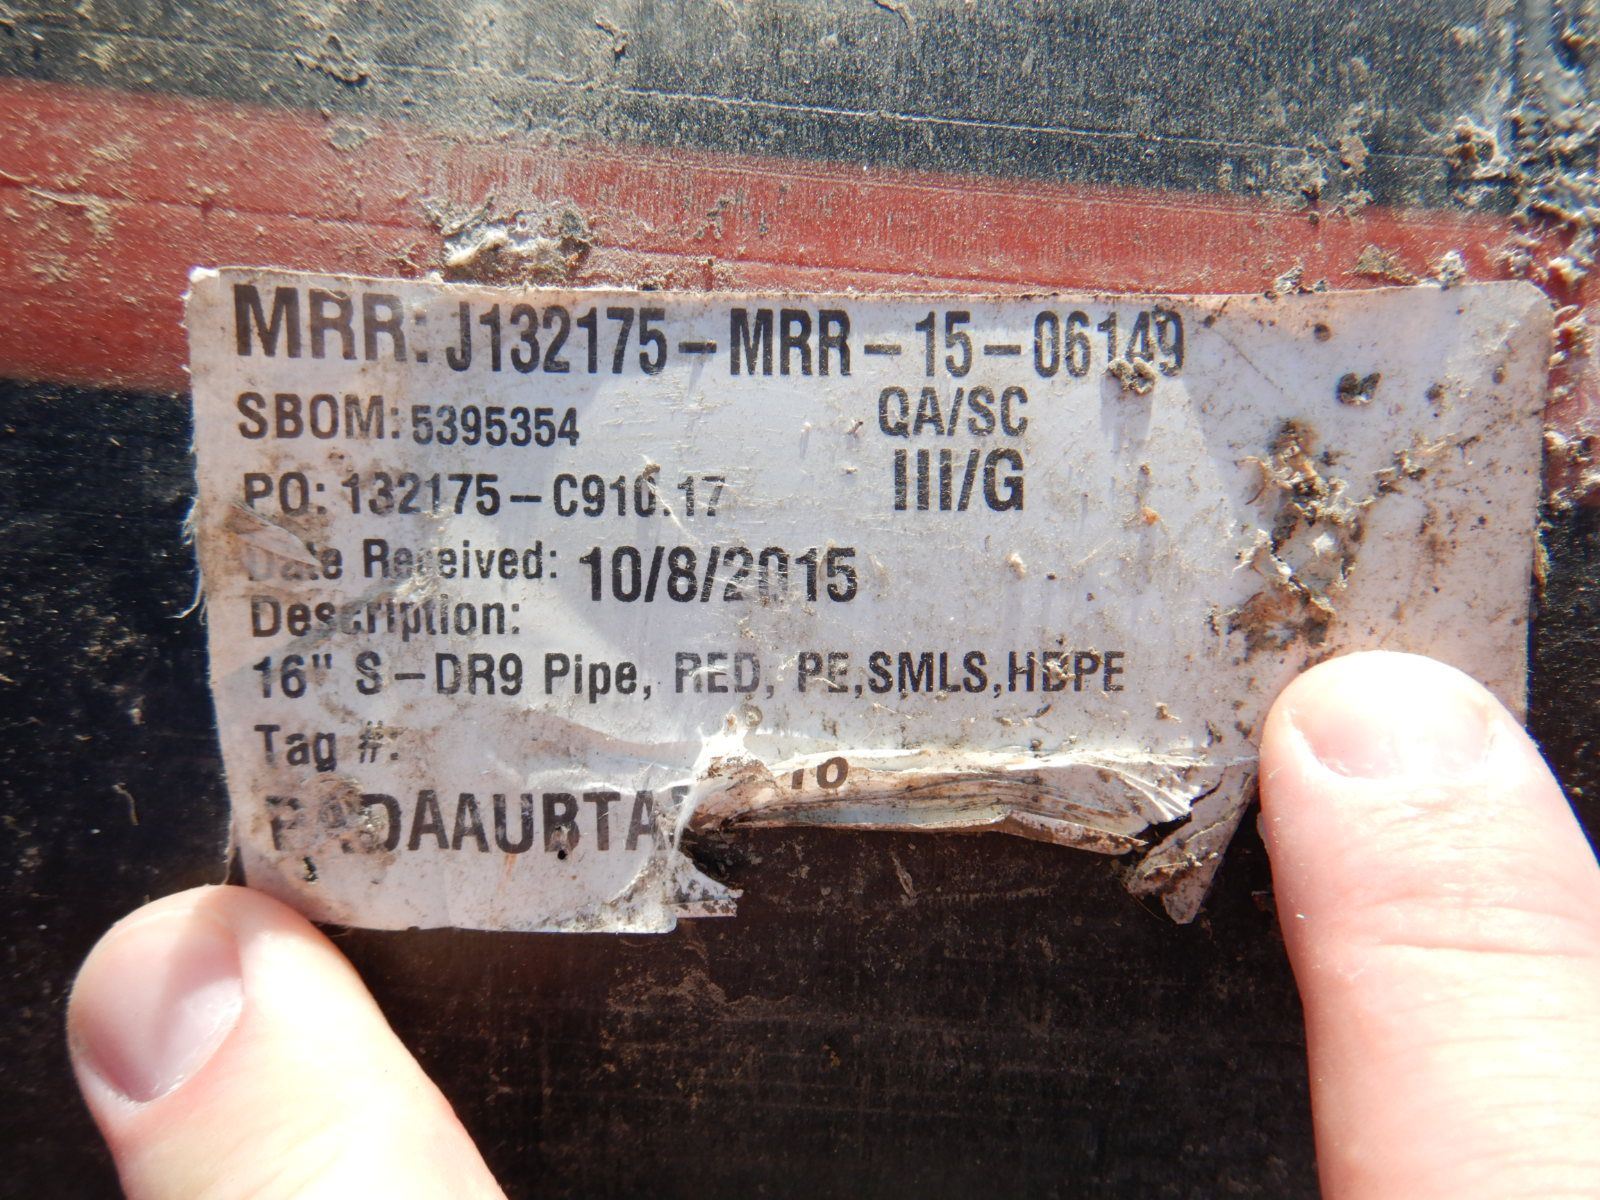 MRR: J132175-MRR-15-06149
SBOM: 5395354
QA/SC
PO: 132175-C910.17
III/G
Date Received: 10/8/2015
Description:
16" S-DR9 Pipe, RED, PE,SMLS,HDPE
Tag #: